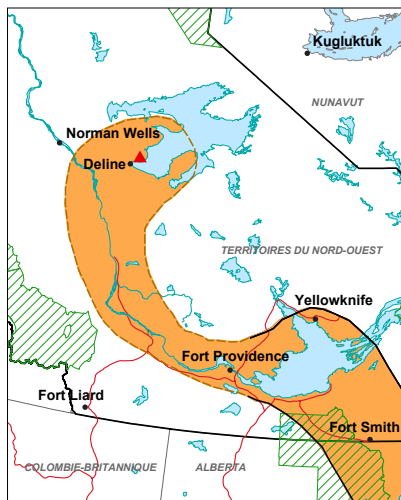 Kugluktuk
NUNAVUT
Norman Wells
Deline
TERRITOIRES DU NORD-OUEST
Yellowknife
Fort Providence
Fort Liard
Fort Smith
COLOMBIE-BRITANNIQUE
ALBERTA